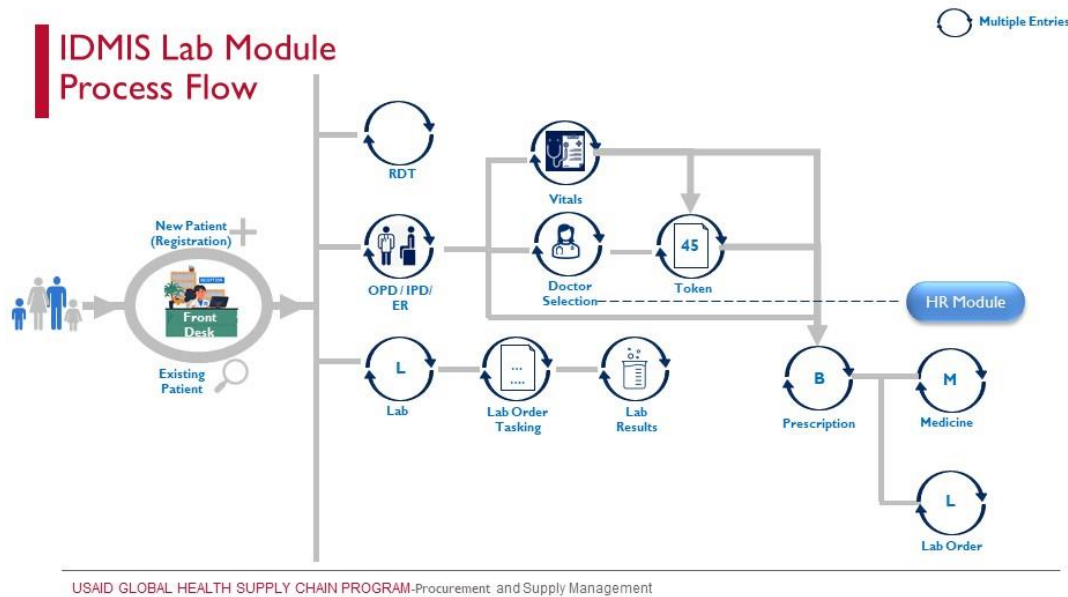 Multiple Entries
IDMIS Lab Module
Process Flow
RDT
Vitals
New Patient
(Registration)
RECEPTION
Front
Desk
Existing
Patient
OPD / IPD/
ER
Doctor
Selection
45
Token
HR Module
L
Lab
...
....
Lab Order
Tasking
Lab
Results
B
Prescription
M
Medicine
L
Lab Order
USAID GLOBAL HEALTH SUPPLY CHAIN PROGRAM-Procurement and Supply Management